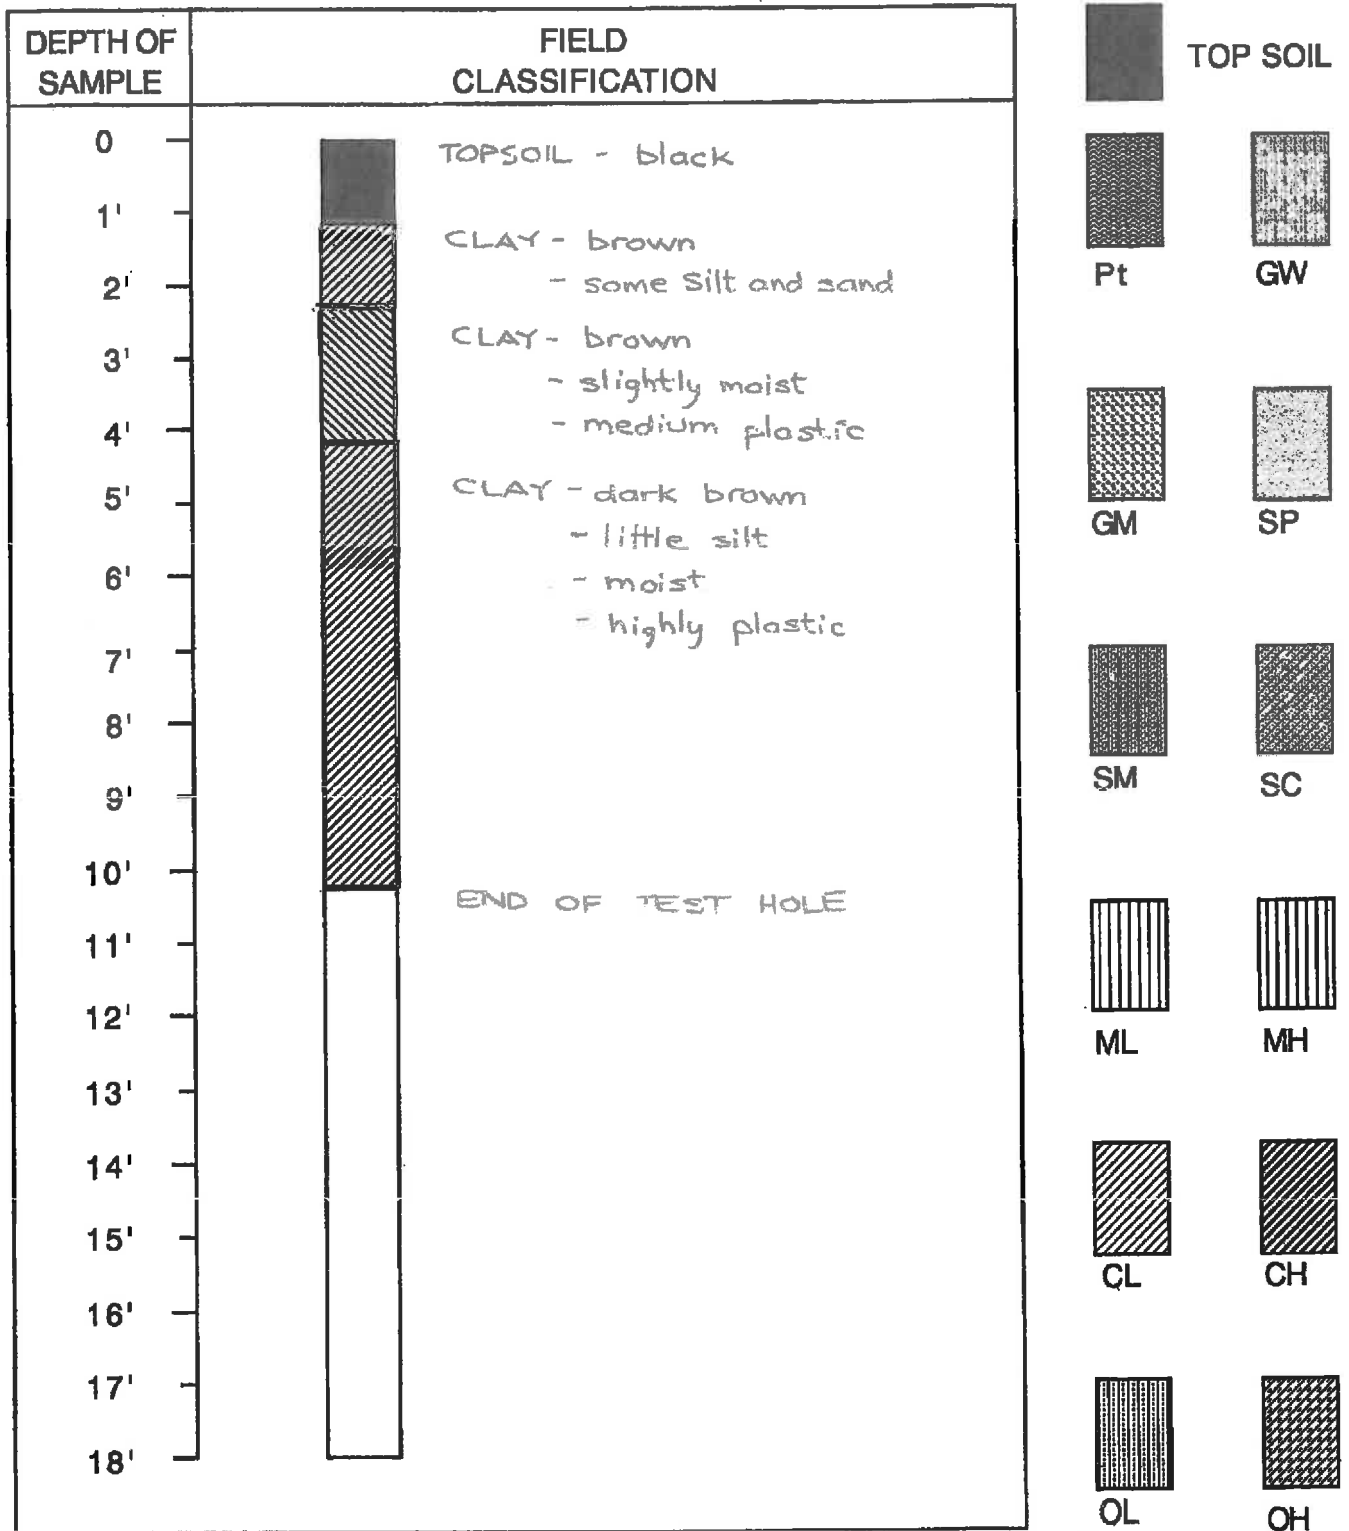 DEPTH OF
SAMPLE
FIELD
CLASSIFICATION
0
1'
2'
3'
4'
5'
6'
7'
8'
9'
10'
11'
12'
13'
14'
15'
16'
17'
18'
TOPSOIL - black
CLAY - brown
- some silt and sand
CLAY - brown
- slightly moist
- medium plastic
CLAY - dark brown
- little silt
- moist
- highly plastic
END OF TEST HOLE
TOP SOIL
Pt GW
GM SP
SM SC
ML MH
CL CH
OL OH